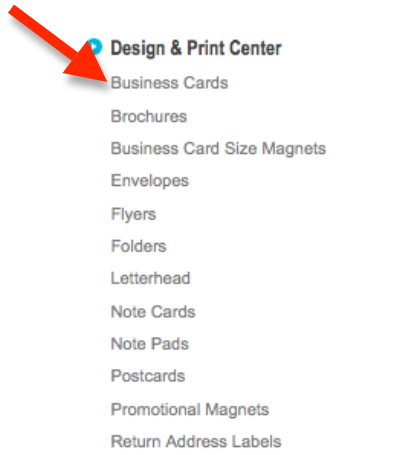 Design & Print Center
Business Cards
Brochures
Business Card Size Magnets
Envelopes
Flyers
Folders
Letterhead
Note Cards
Note Pads
Postcards
Promotional Magnets
Return Address Labels